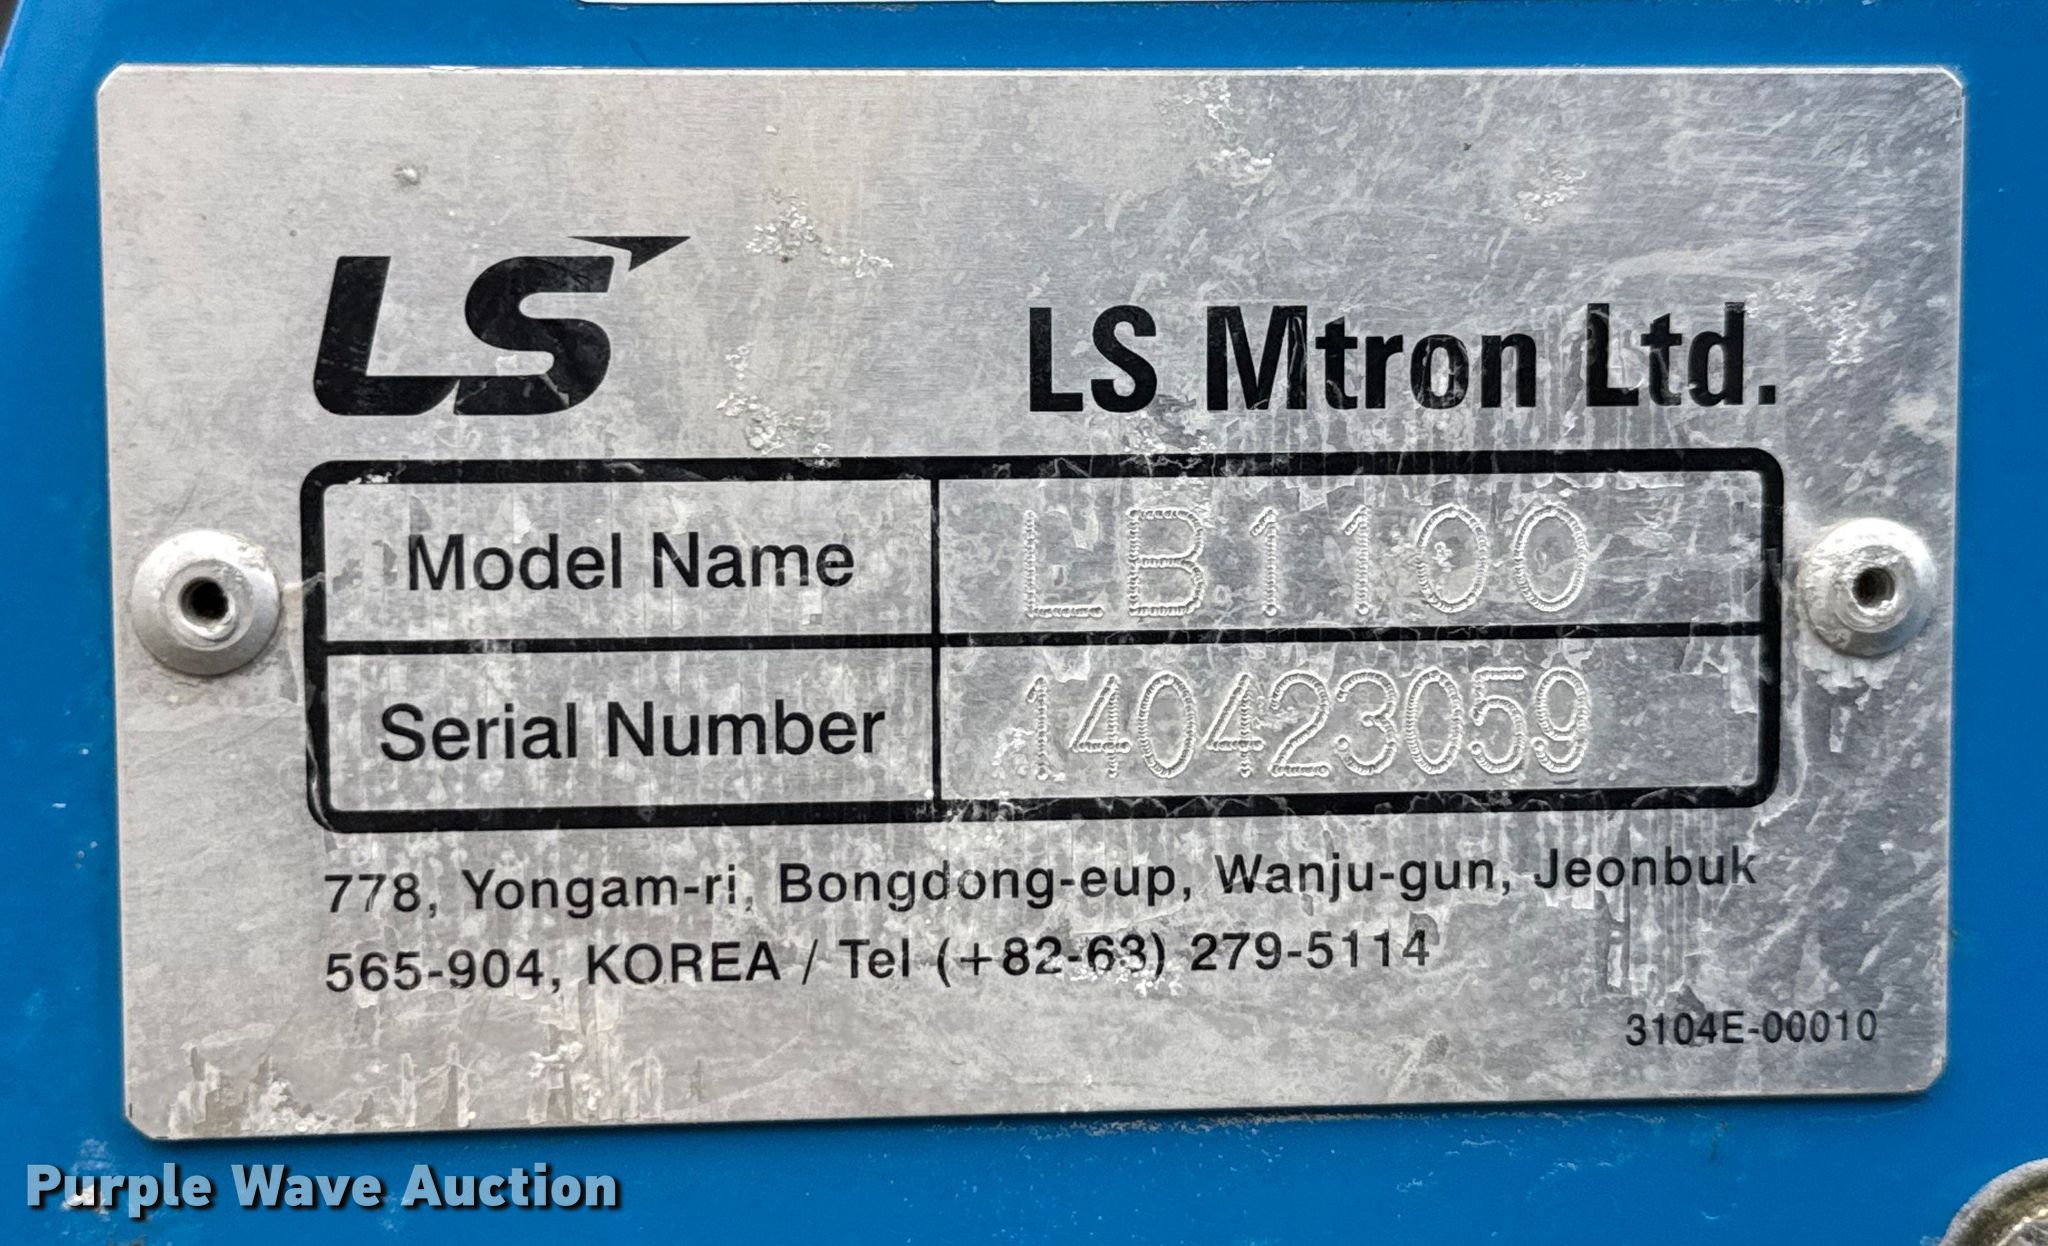 LS
LS Mtron Ltd.
Model Name LB1100
Serial Number 140423059
778, Yongam-ri, Bongdong-eup, Wanju-gun, Jeonbuk
565-904, KOREA / Tel (+82-63) 279-5114
3104E-00010
Purple Wave Auction